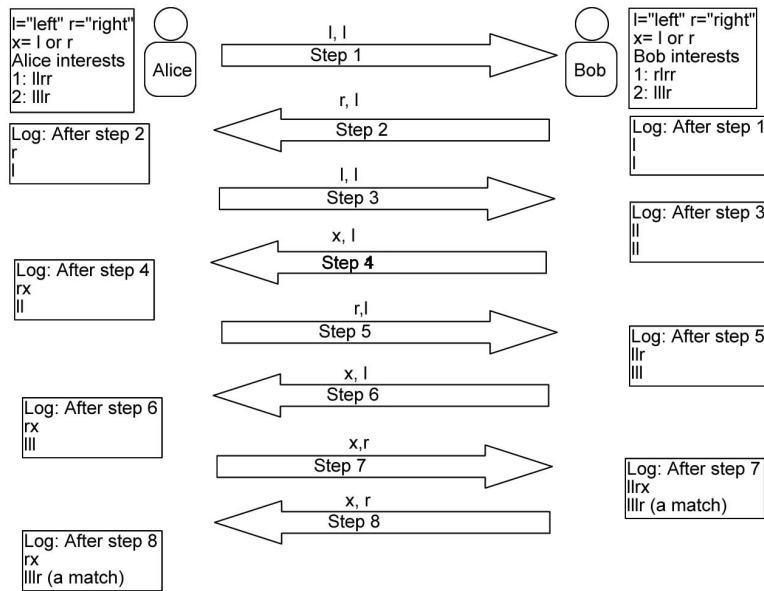 l="left" r="right"
x= l or r
Alice interests
1: llrr
2: lllr
Alice
l, l
Step 1
Bob
l="left" r="right"
x= l or r
Bob interests
1: rlrr
2: lllr
r, l
Step 2
Log: After step 2
r
l
Log: After step 1
l
l
l, l
Step 3
Log: After step 3
ll
ll
x, l
Step 4
Log: After step 4
rx
ll
r,l
Step 5
Log: After step 5
llr
lll
x, l
Step 6
Log: After step 6
rx
lll
x,r
Step 7
Log: After step 7
llrx
lllr (a match)
x, r
Step 8
Log: After step 8
rx
lllr (a match)